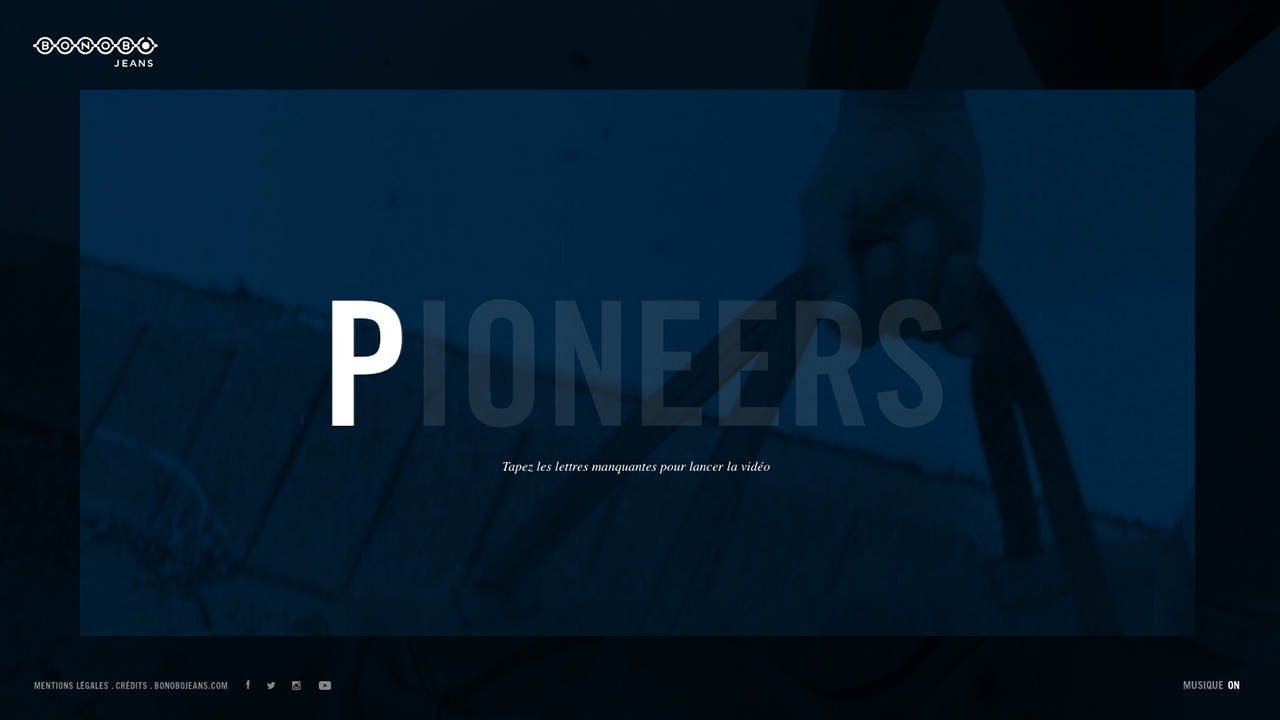 BONOBO
JEANS
PIONEERS
Tapez les lettres manquantes pour lancer la vidéo
MENTIONS LÉGALES . CRÉDITS . BONOBOJEANS.COM
MUSIQUE ON